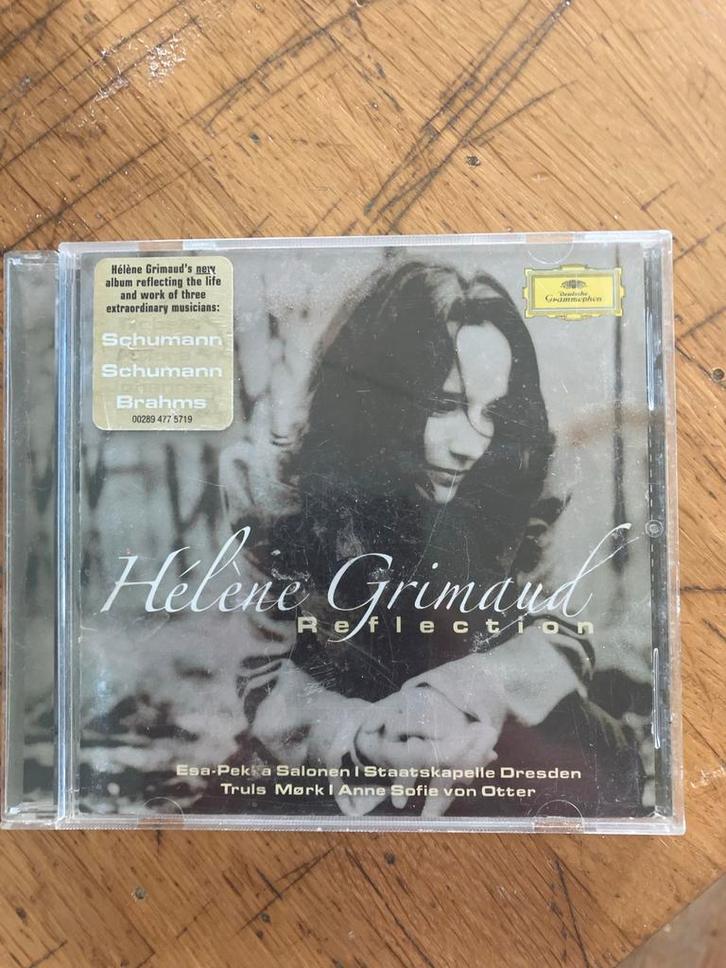 Hélène Grimaud's new
album reflecting the life
and work of three
extraordinary musicians:
Schumann
Schumann
Brahms
00289 477 5719
Deutsche
Grammophon
Hélène Grimaud
Reflection
Esa-Pekka Salonen | Staatskapelle Dresden
Truls Mørk | Anne Sofie von Otter